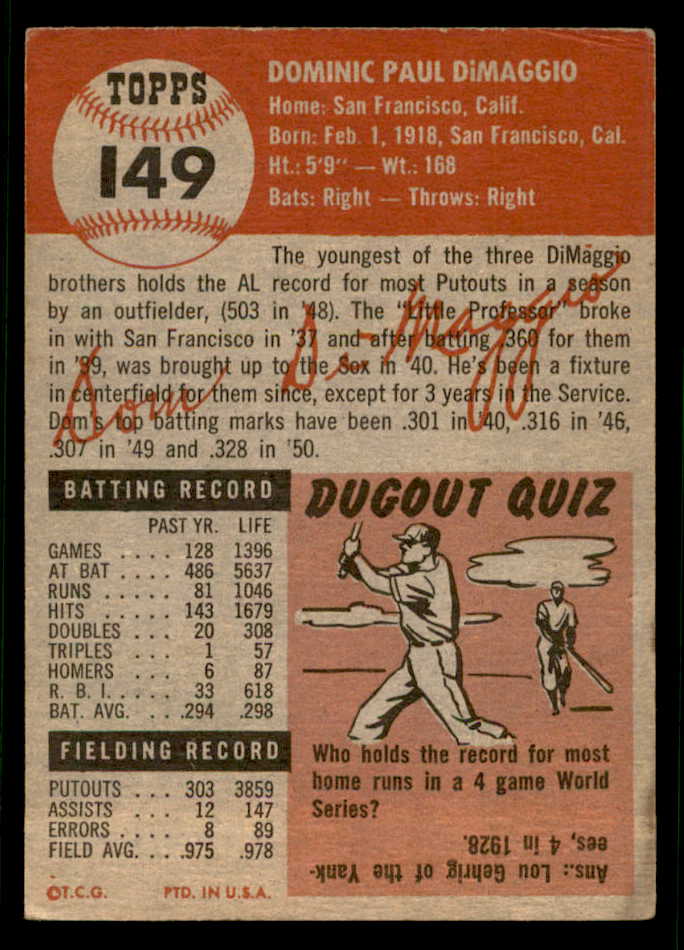 TOPPS
149
DOMINIC PAUL DiMAGGIO
Home: San Francisco, Calif.
Born: Feb. 1, 1918, San Francisco, Cal.
Ht.: 5'9" — Wt.: 168
Bats: Right — Throws: Right
The youngest of the three DiMaggio
brothers holds the AL record for most Putouts in a season
by an outfielder, (503 in '48). The "Little Professor" broke
in with San Francisco in '37 and after batting .360 for them
in '39, was brought up to the Sox in '40. He's been a fixture
in centerfield for them since, except for 3 years in the Service.
Dom's top batting marks have been .301 in '40, .316 in '46,
.307 in '49 and .328 in '50.
Dom DiMaggio
BATTING RECORD
PAST YR. LIFE
GAMES .... 128 1396
AT BAT .... 486 5637
RUNS ..... 81 1046
HITS ..... 143 1679
DOUBLES ... 20 308
TRIPLES ... 1 57
HOMERS ... 6 87
R. B. I. .... 33 618
BAT. AVG. ... .294 .298
FIELDING RECORD
PUTOUTS ... 303 3859
ASSISTS ... 12 147
ERRORS ... 8 89
FIELD AVG. ... .975 .978
©T.C.G. PTD. IN U.S.A.
DUGOUT QUIZ
Who holds the record for most
home runs in a 4 game World
Series?
Ans.: Lou Gehrig of the Yank-
ees, 4 in 1928.